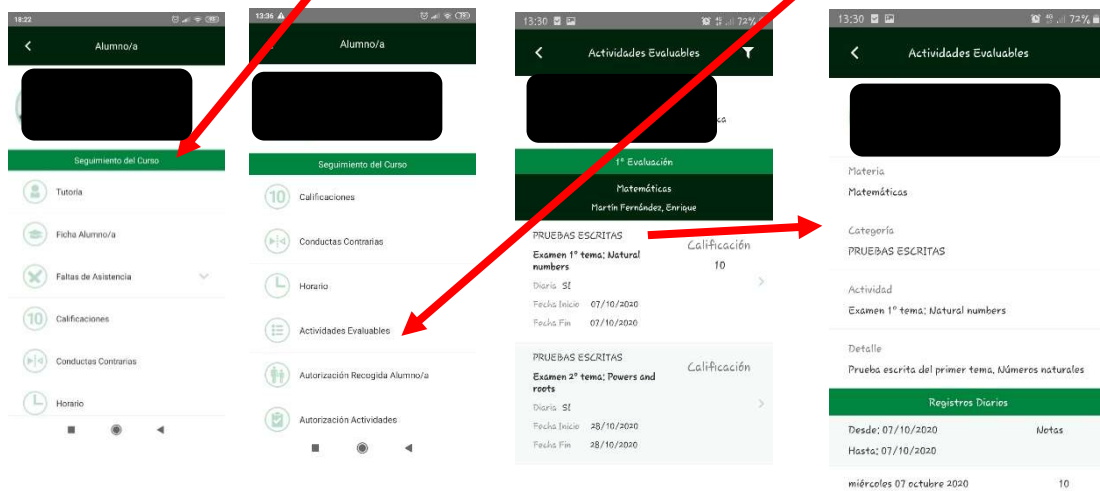 18:22
Alumno/a
Seguimiento del Curso
Tutoría
Ficha Alumno/a
Faltas de Asistencia
10 Calificaciones
Conductas Contrarias
Horario
13:36
Alumno/a
Seguimiento del Curso
10 Calificaciones
Conductas Contrarias
Horario
Actividades Evaluables
Autorización Recogida Alumno/a
Autorización Actividades
13:30 72%
Actividades Evaluables
ca
1ª Evaluación
Matemáticas
Martín Fernández, Enrique
PRUEBAS ESCRITAS
Calificación
Examen 1º tema: Natural
numbers
10
Diaria SÍ
Fecha Inicio 07/10/2020
Fecha Fin 07/10/2020
PRUEBAS ESCRITAS
Calificación
Examen 2º tema: Powers and
roots
Diaria SÍ
Fecha Inicio 28/10/2020
Fecha Fin 28/10/2020
13:30 72%
Actividades Evaluables
Materia
Matemáticas
Categoría
PRUEBAS ESCRITAS
Actividad
Examen 1º tema: Natural numbers
Detalle
Prueba escrita del primer tema, Números naturales
Registros Diarios
Desde: 07/10/2020 Notas
Hasta: 07/10/2020
miércoles 07 octubre 2020 10